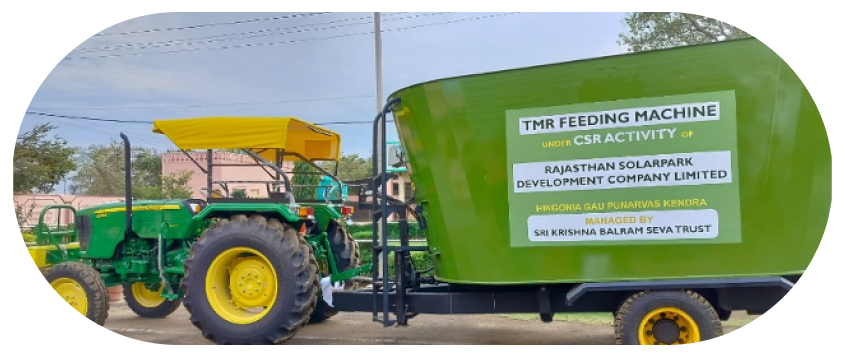 TMR FEEDING MACHINE
UNDER CSR ACTIVITY OF
RAJASTHAN SOLARPARK
DEVELOPMENT COMPANY LIMITED
HINGONIA GAU PUNARVAS KENDRA
MANAGED BY
SRI KRISHNA BALRAM SEVA TRUST